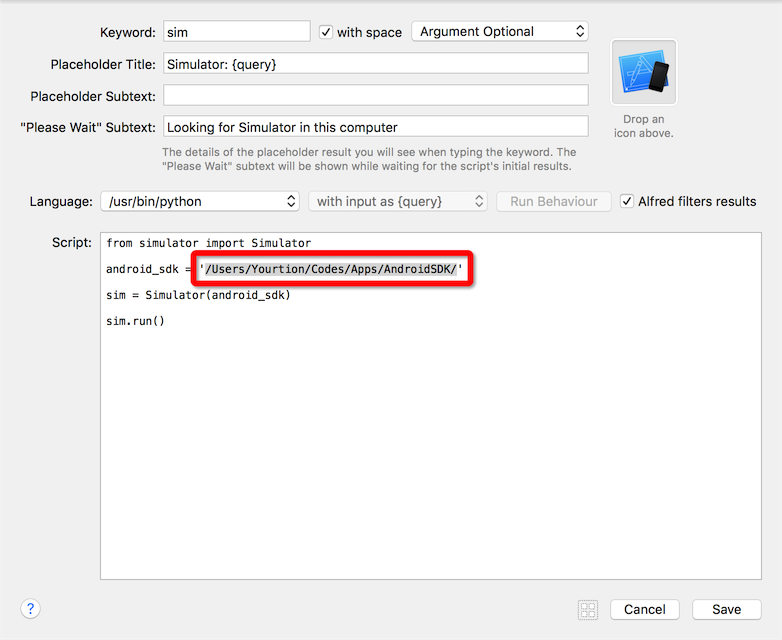 Keyword: sim with space Argument Optional
Placeholder Title: Simulator: {query}
Placeholder Subtext:
"Please Wait" Subtext: Looking for Simulator in this computer
Drop an
icon above.
The details of the placeholder result you will see when typing the keyword. The
"Please Wait" subtext will be shown while waiting for the script's initial results.
Language: /usr/bin/python with input as {query} Run Behaviour Alfred filters results
Script: from simulator import Simulator
android_sdk = '/Users/Yourtion/Codes/Apps/AndroidSDK/'
sim = Simulator(android_sdk)
sim.run()
? Cancel Save